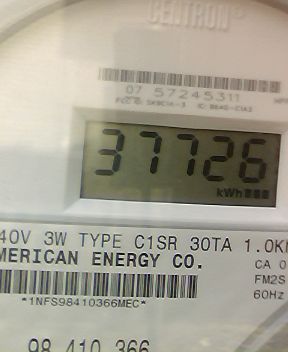 CENTRON®
07 57245311
37726
kWh
40V 3W TYPE C1SR 30TA 1.0K
MERICAN ENERGY CO.
CA 0
FM2S
60Hz
*1NFS98410366MEC*
98 410 366